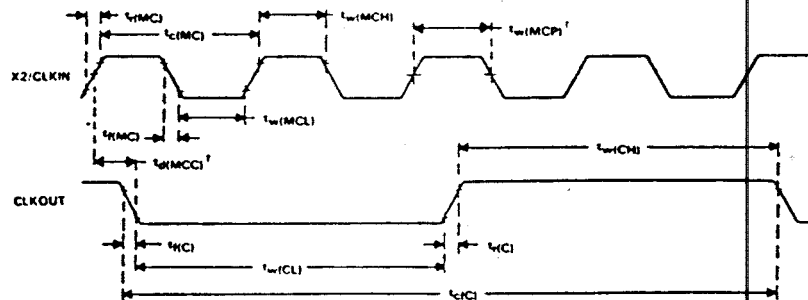 tr(MC)
tc(MC)
tw(MCH)
tw(MCP)†
X2/CLKIN
tf(MC)
tw(MCL)
td(MCC)†
tw(CH)
CLKOUT
tf(C)
tr(C)
tw(CL)
tc(C)